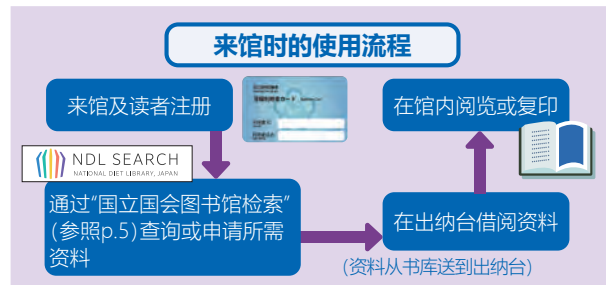 来馆时的使用流程
来馆及读者注册
在馆内阅览或复印
NDL SEARCH
NATIONAL DIET LIBRARY, JAPAN
通过“国立国会图书馆检索”
(参照p.5)查询或申请所需
资料
在出纳台借阅资料
(资料从书库送到出纳台)